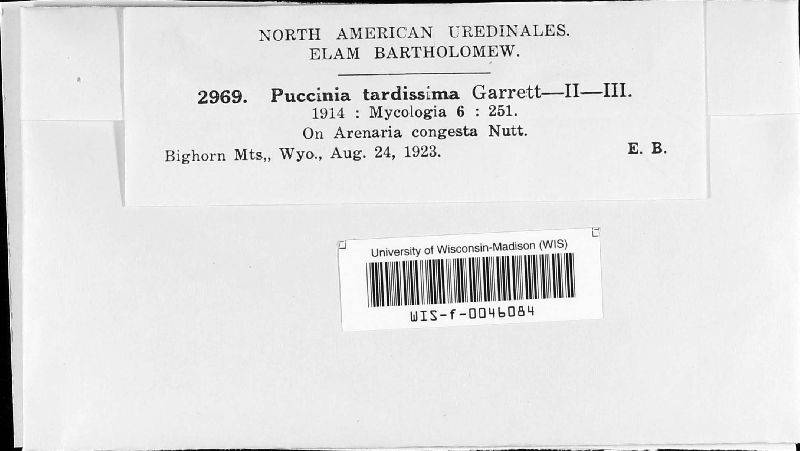 NORTH AMERICAN UREDINALES.
ELAM BARTHOLOMEW.
2969. Puccinia tardissima Garrett—II—III.
1914 : Mycologia 6 : 251.
On Arenaria congesta Nutt.
Bighorn Mts,, Wyo., Aug. 24, 1923. E. B.
University of Wisconsin-Madison (WIS)
WIS-f-0046084